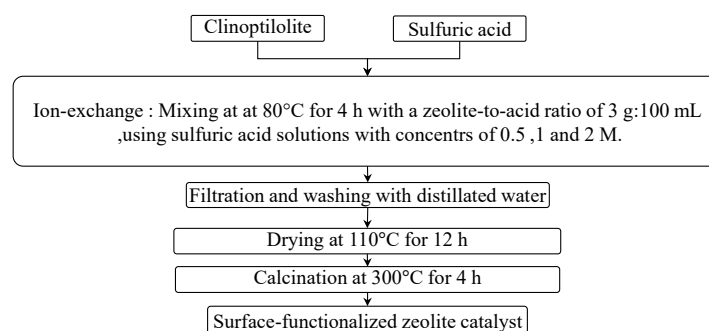 Clinoptilolite
Sulfuric acid
Ion-exchange : Mixing at at 80°C for 4 h with a zeolite-to-acid ratio of 3 g:100 mL
,using sulfuric acid solutions with concentrs of 0.5 ,1 and 2 M.
Filtration and washing with distillated water
Drying at 110°C for 12 h
Calcination at 300°C for 4 h
Surface-functionalized zeolite catalyst